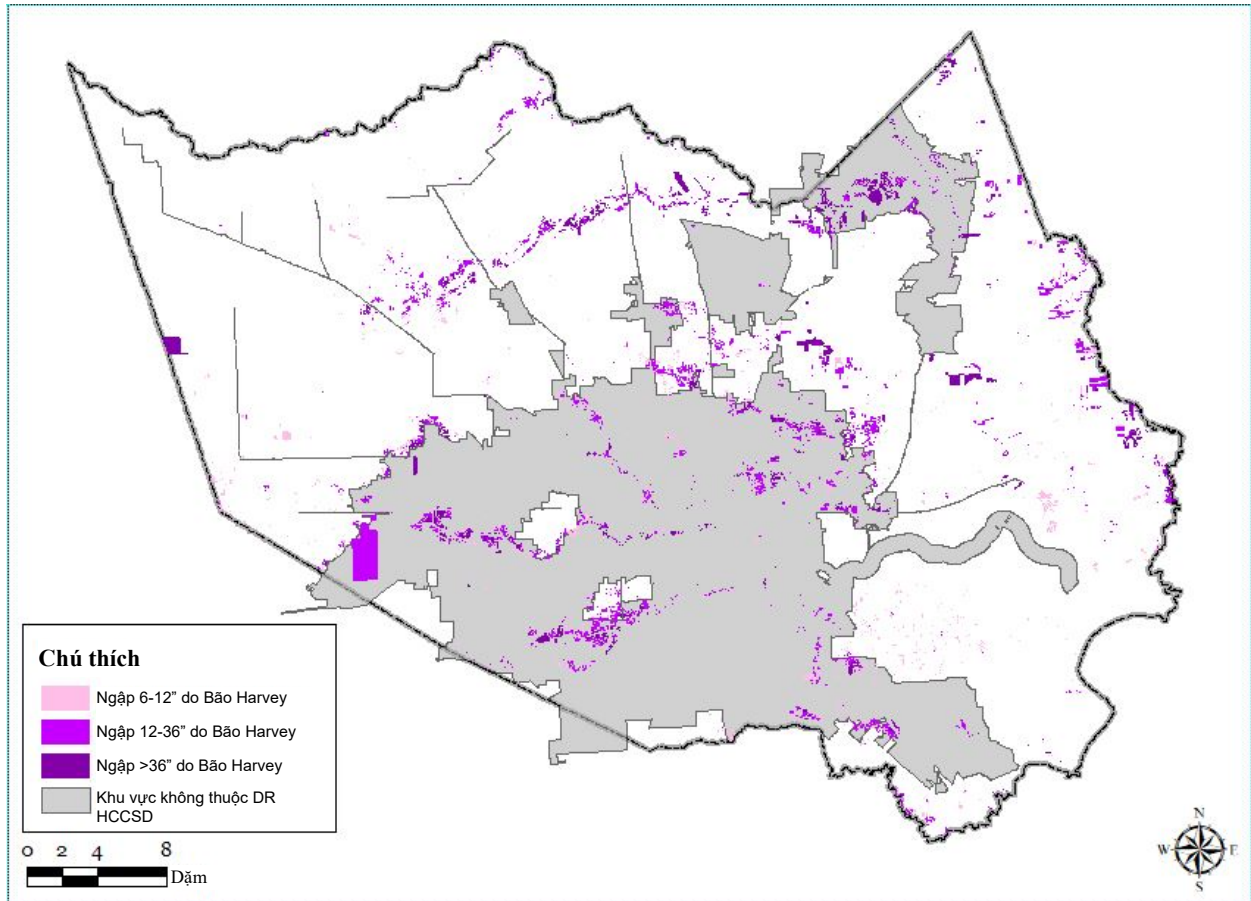 Chú thích
Ngập 6-12” do Bão Harvey
Ngập 12-36” do Bão Harvey
Ngập >36” do Bão Harvey
Khu vực không thuộc DR
HCCSD
0 2 4 8
Dặm
N
W E
S